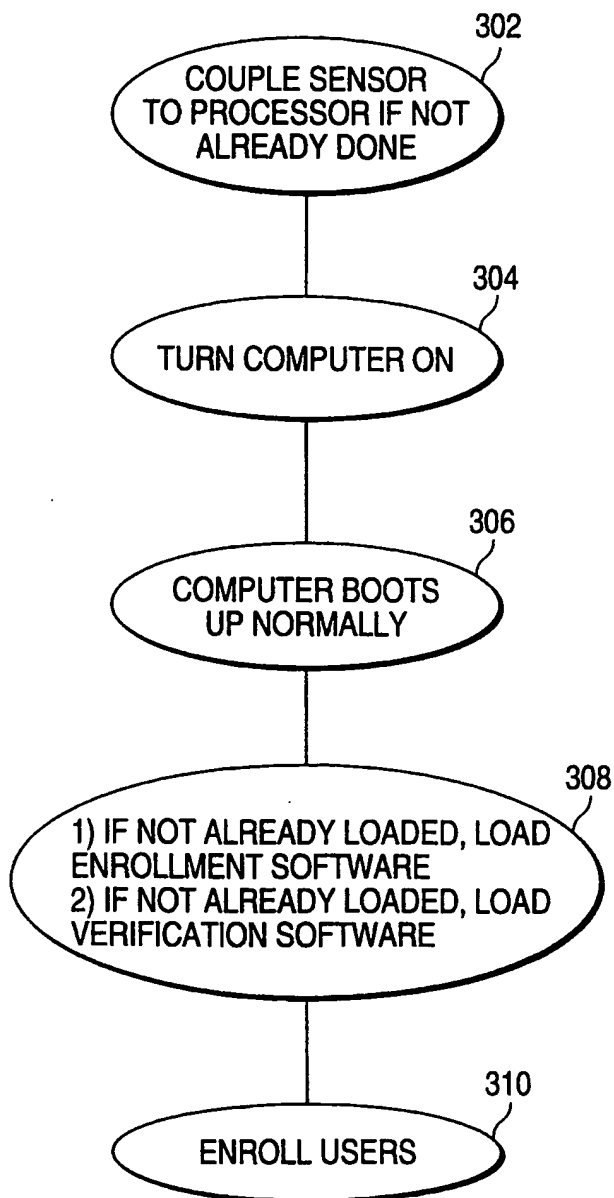 302
COUPLE SENSOR
TO PROCESSOR IF NOT
ALREADY DONE
304
TURN COMPUTER ON
306
COMPUTER BOOTS
UP NORMALLY
308
1) IF NOT ALREADY LOADED, LOAD
ENROLLMENT SOFTWARE
2) IF NOT ALREADY LOADED, LOAD
VERIFICATION SOFTWARE
310
ENROLL USERS